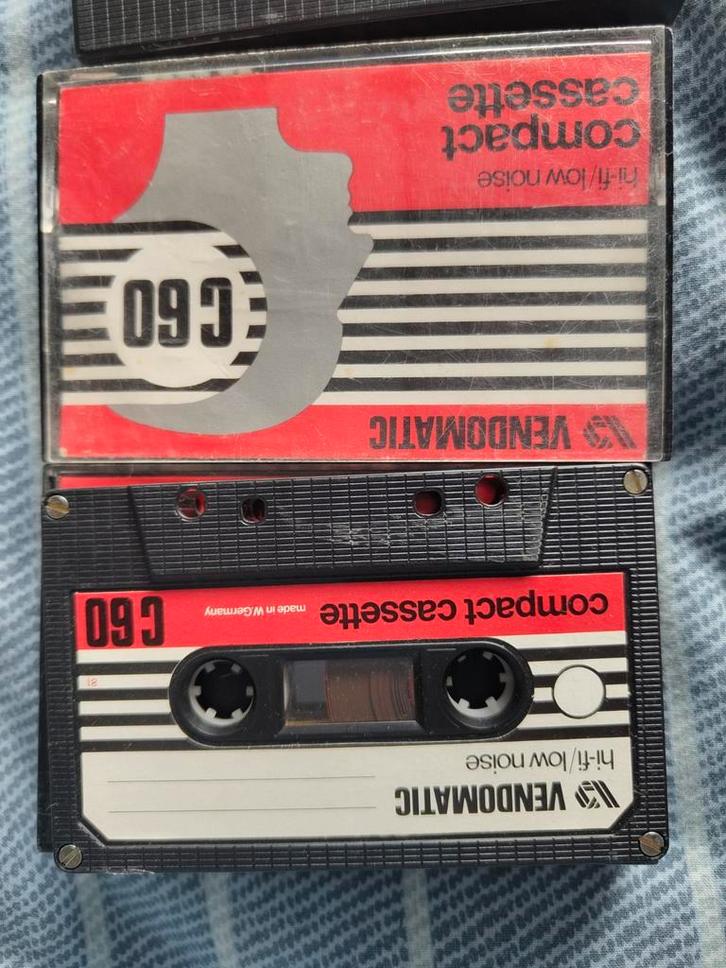 VENDOMATIC
C60
hi-fi/low noise
compact
cassette
VENDOMATIC
hi-fi/low noise
compact cassette
made in W.Germany
C60